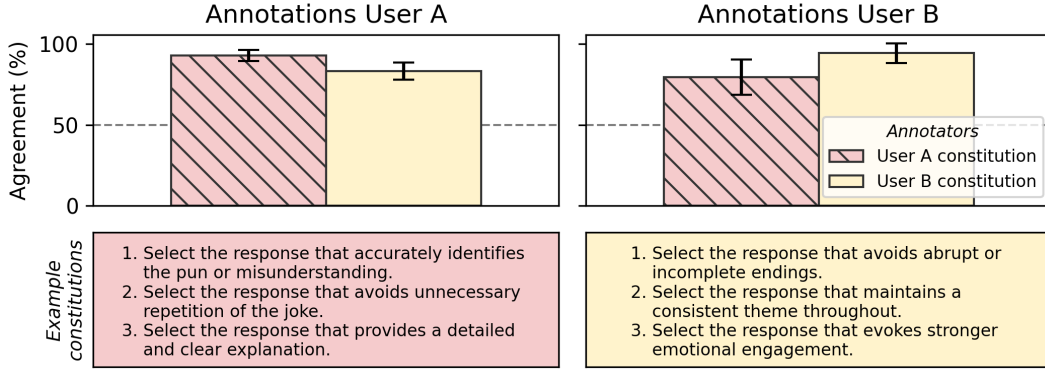 Annotations User A
Annotations User B
Agreement (%)
100
50
0
Annotators
User A constitution
User B constitution
Example
constitutions
1. Select the response that accurately identifies
the pun or misunderstanding.
2. Select the response that avoids unnecessary
repetition of the joke.
3. Select the response that provides a detailed
and clear explanation.
1. Select the response that avoids abrupt or
incomplete endings.
2. Select the response that maintains a
consistent theme throughout.
3. Select the response that evokes stronger
emotional engagement.